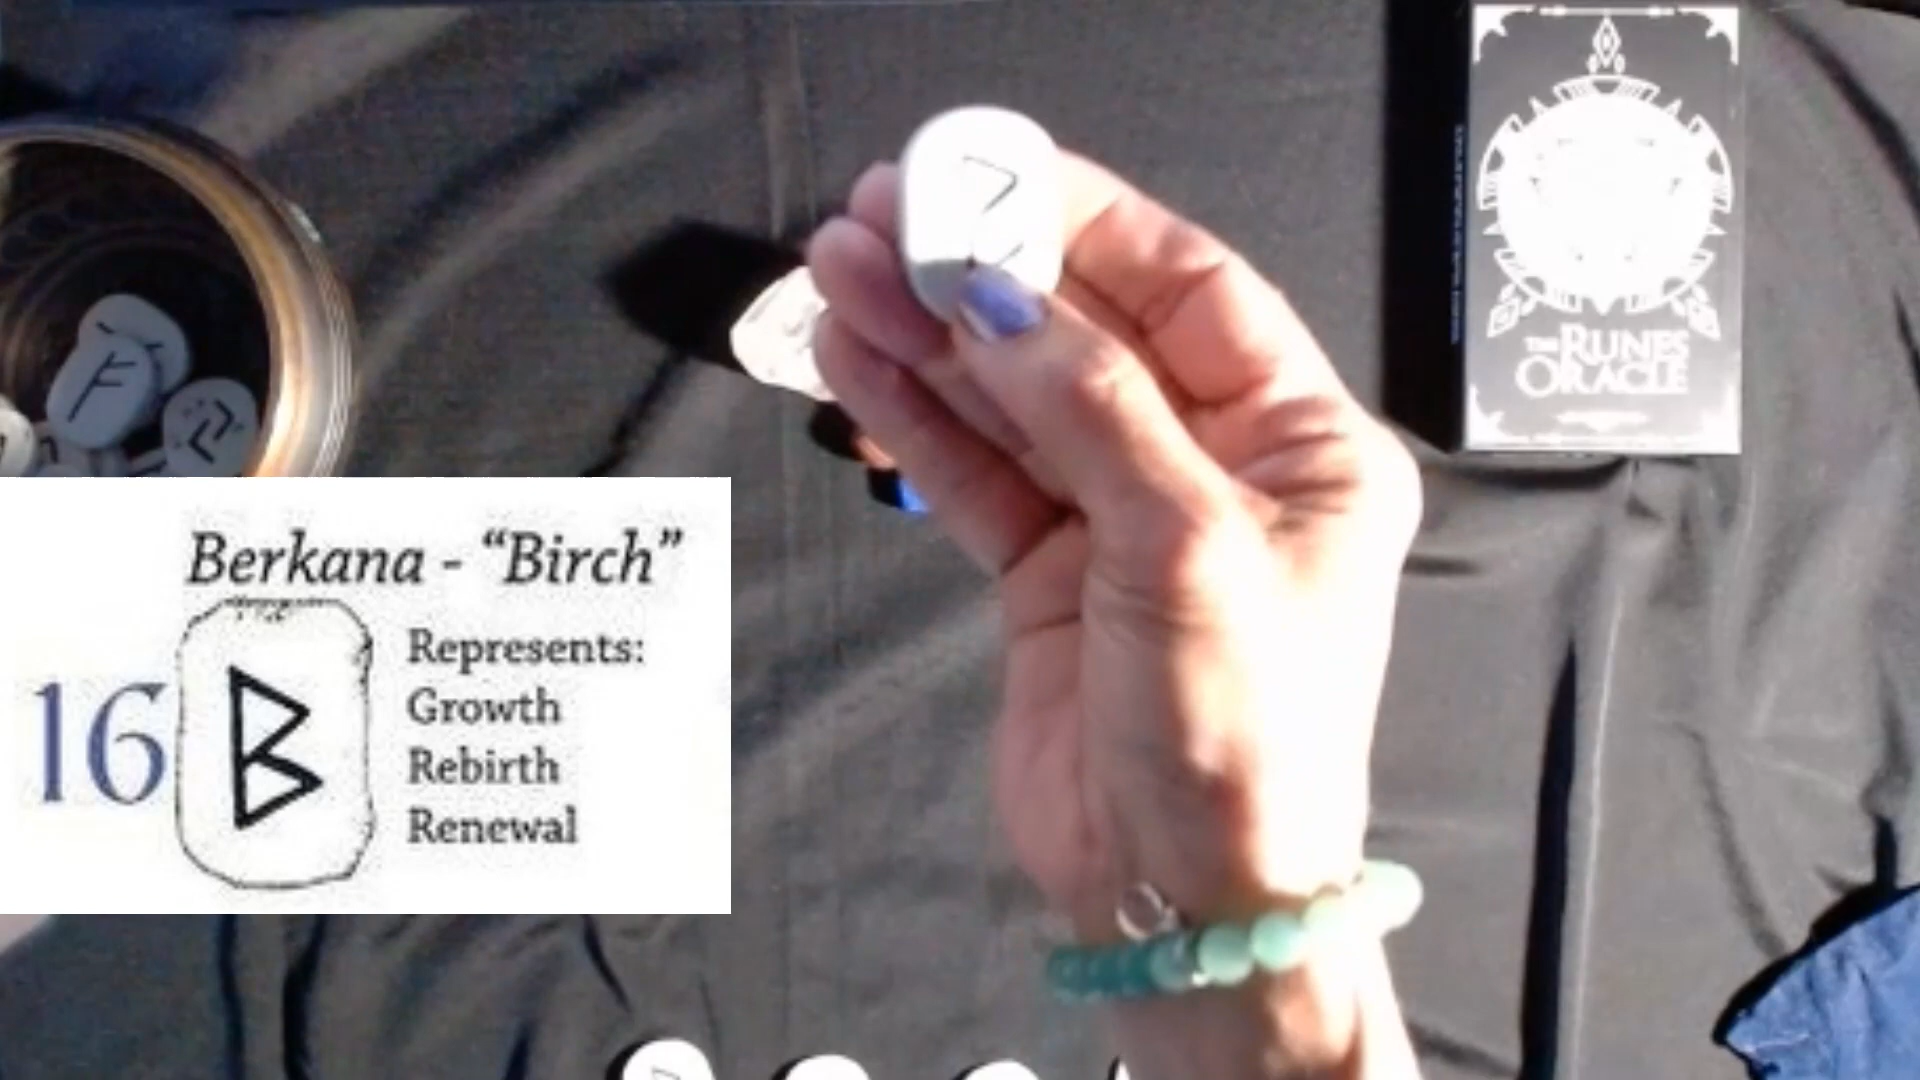 THE RUNES
ORACLE
Berkana - “Birch”
16
ᛒ
Represents:
Growth
Rebirth
Renewal